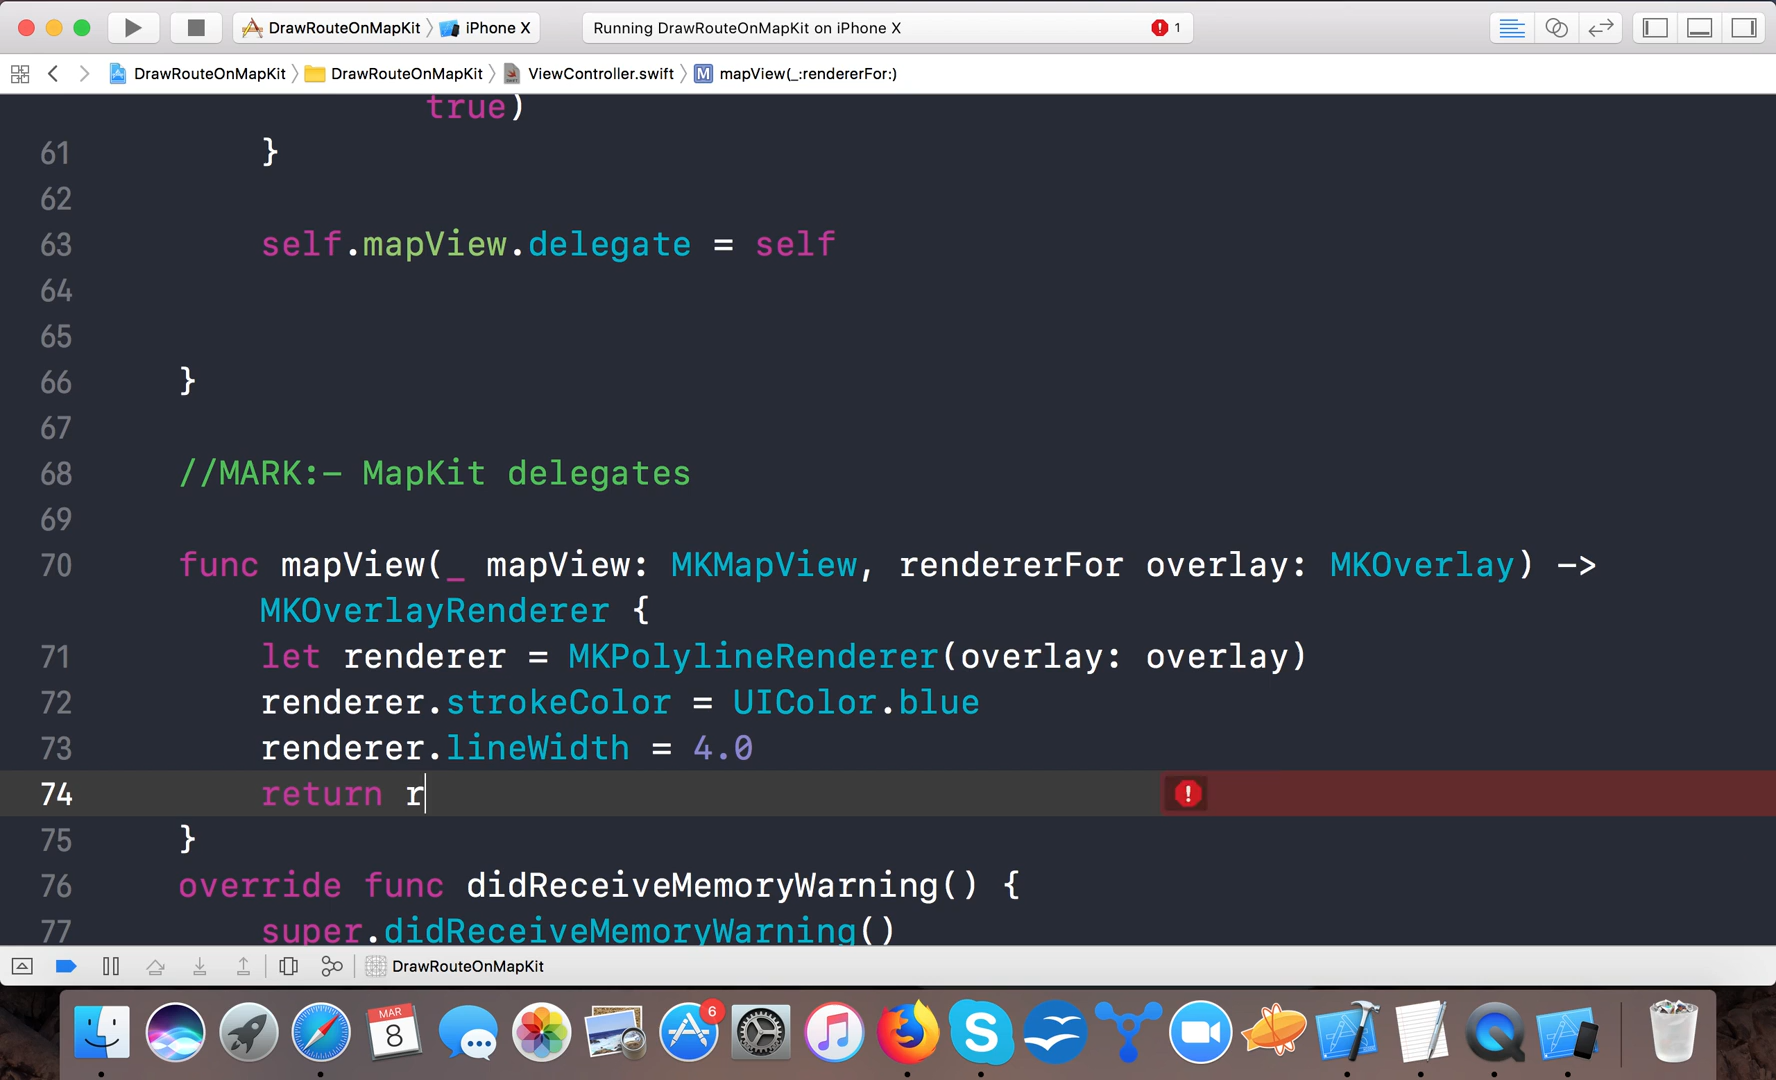 DrawRouteOnMapKit iPhone X Running DrawRouteOnMapKit on iPhone X 1
DrawRouteOnMapKit DrawRouteOnMapKit ViewController.swift M mapView(_:rendererFor:)
true)
61 }
62
63 self.mapView.delegate = self
64
65
66 }
67
68 //MARK:- MapKit delegates
69
70 func mapView(_ mapView: MKMapView, rendererFor overlay: MKOverlay) ->
MKOverlayRenderer {
71 let renderer = MKPolylineRenderer(overlay: overlay)
72 renderer.strokeColor = UIColor.blue
73 renderer.lineWidth = 4.0
74 return r
75 }
76 override func didReceiveMemoryWarning() {
77 super.didReceiveMemoryWarning()
DrawRouteOnMapKit
MAR
8
6
S